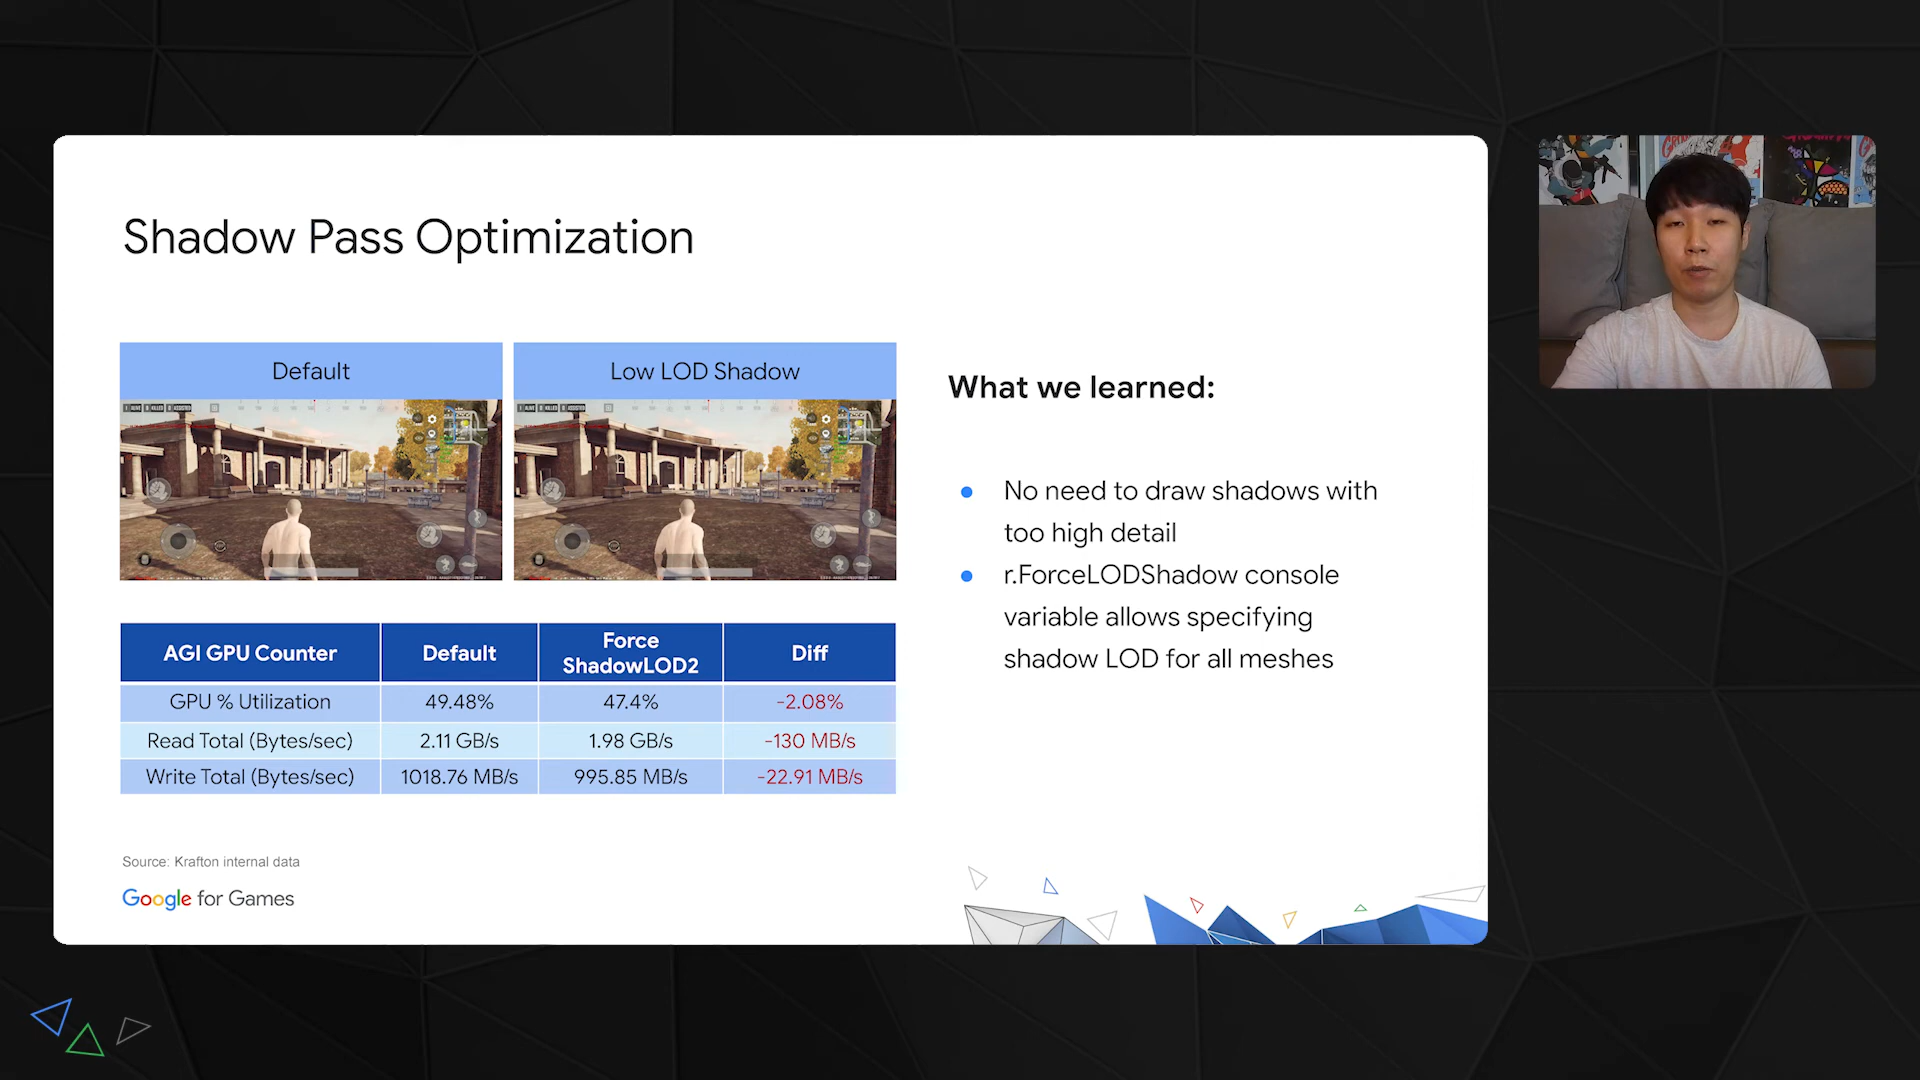 Shadow Pass Optimization
Default
Low LOD Shadow
What we learned:
No need to draw shadows with
too high detail
r.ForceLODShadow console
variable allows specifying
shadow LOD for all meshes
AGI GPU Counter Default Force ShadowLOD2 Diff
GPU % Utilization 49.48% 47.4% -2.08%
Read Total (Bytes/sec) 2.11 GB/s 1.98 GB/s -130 MB/s
Write Total (Bytes/sec) 1018.76 MB/s 995.85 MB/s -22.91 MB/s
Source: Krafton internal data
Google for Games